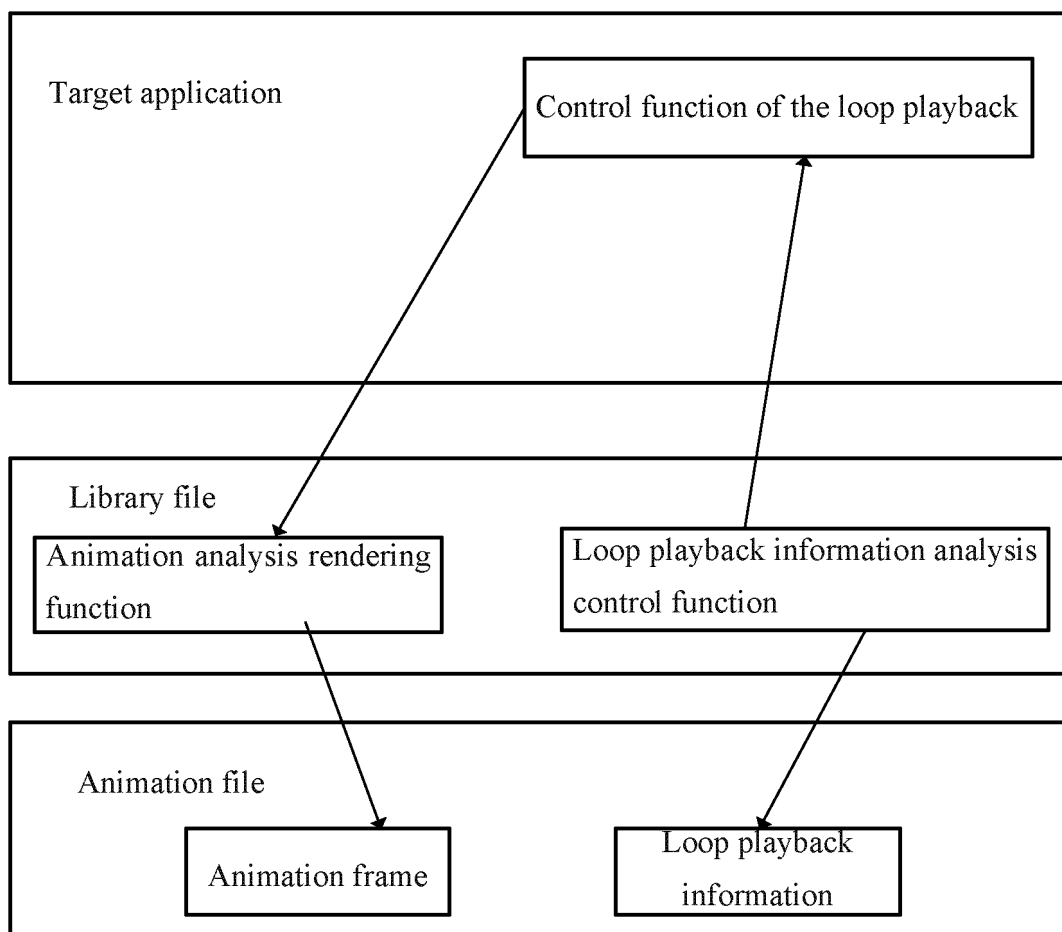 Target application
Control function of the loop playback
Library file
Animation analysis rendering
function
Loop playback information analysis
control function
Animation file
Animation frame
Loop playback
information